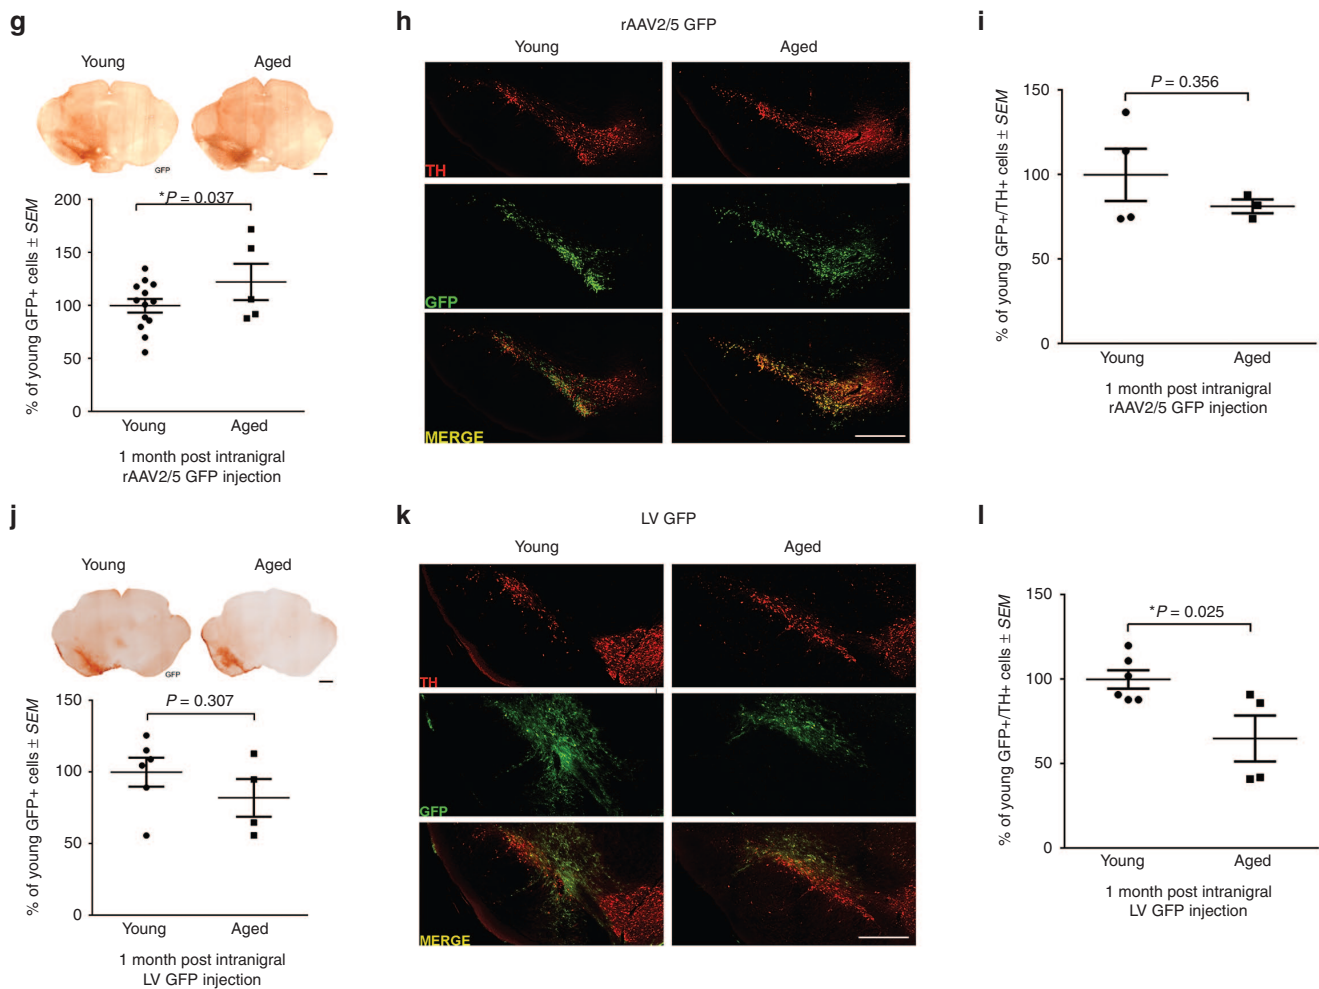 g
Young
Aged
GFP
*P = 0.037
% of young GFP+ cells ± SEM
200
150
100
50
0
Young
Aged
1 month post intranigral
rAAV2/5 GFP injection
h
rAAV2/5 GFP
Young
Aged
TH
GFP
MERGE
i
P = 0.356
% of young GFP+/TH+ cells ± SEM
150
100
50
0
Young
Aged
1 month post intranigral
rAAV2/5 GFP injection
j
Young
Aged
GFP
P = 0.307
% of young GFP+ cells ± SEM
150
100
50
0
Young
Aged
1 month post intranigral
LV GFP injection
k
LV GFP
Young
Aged
TH
GFP
MERGE
l
*P = 0.025
% of young GFP+/TH+ cells ± SEM
150
100
50
0
Young
Aged
1 month post intranigral
LV GFP injection